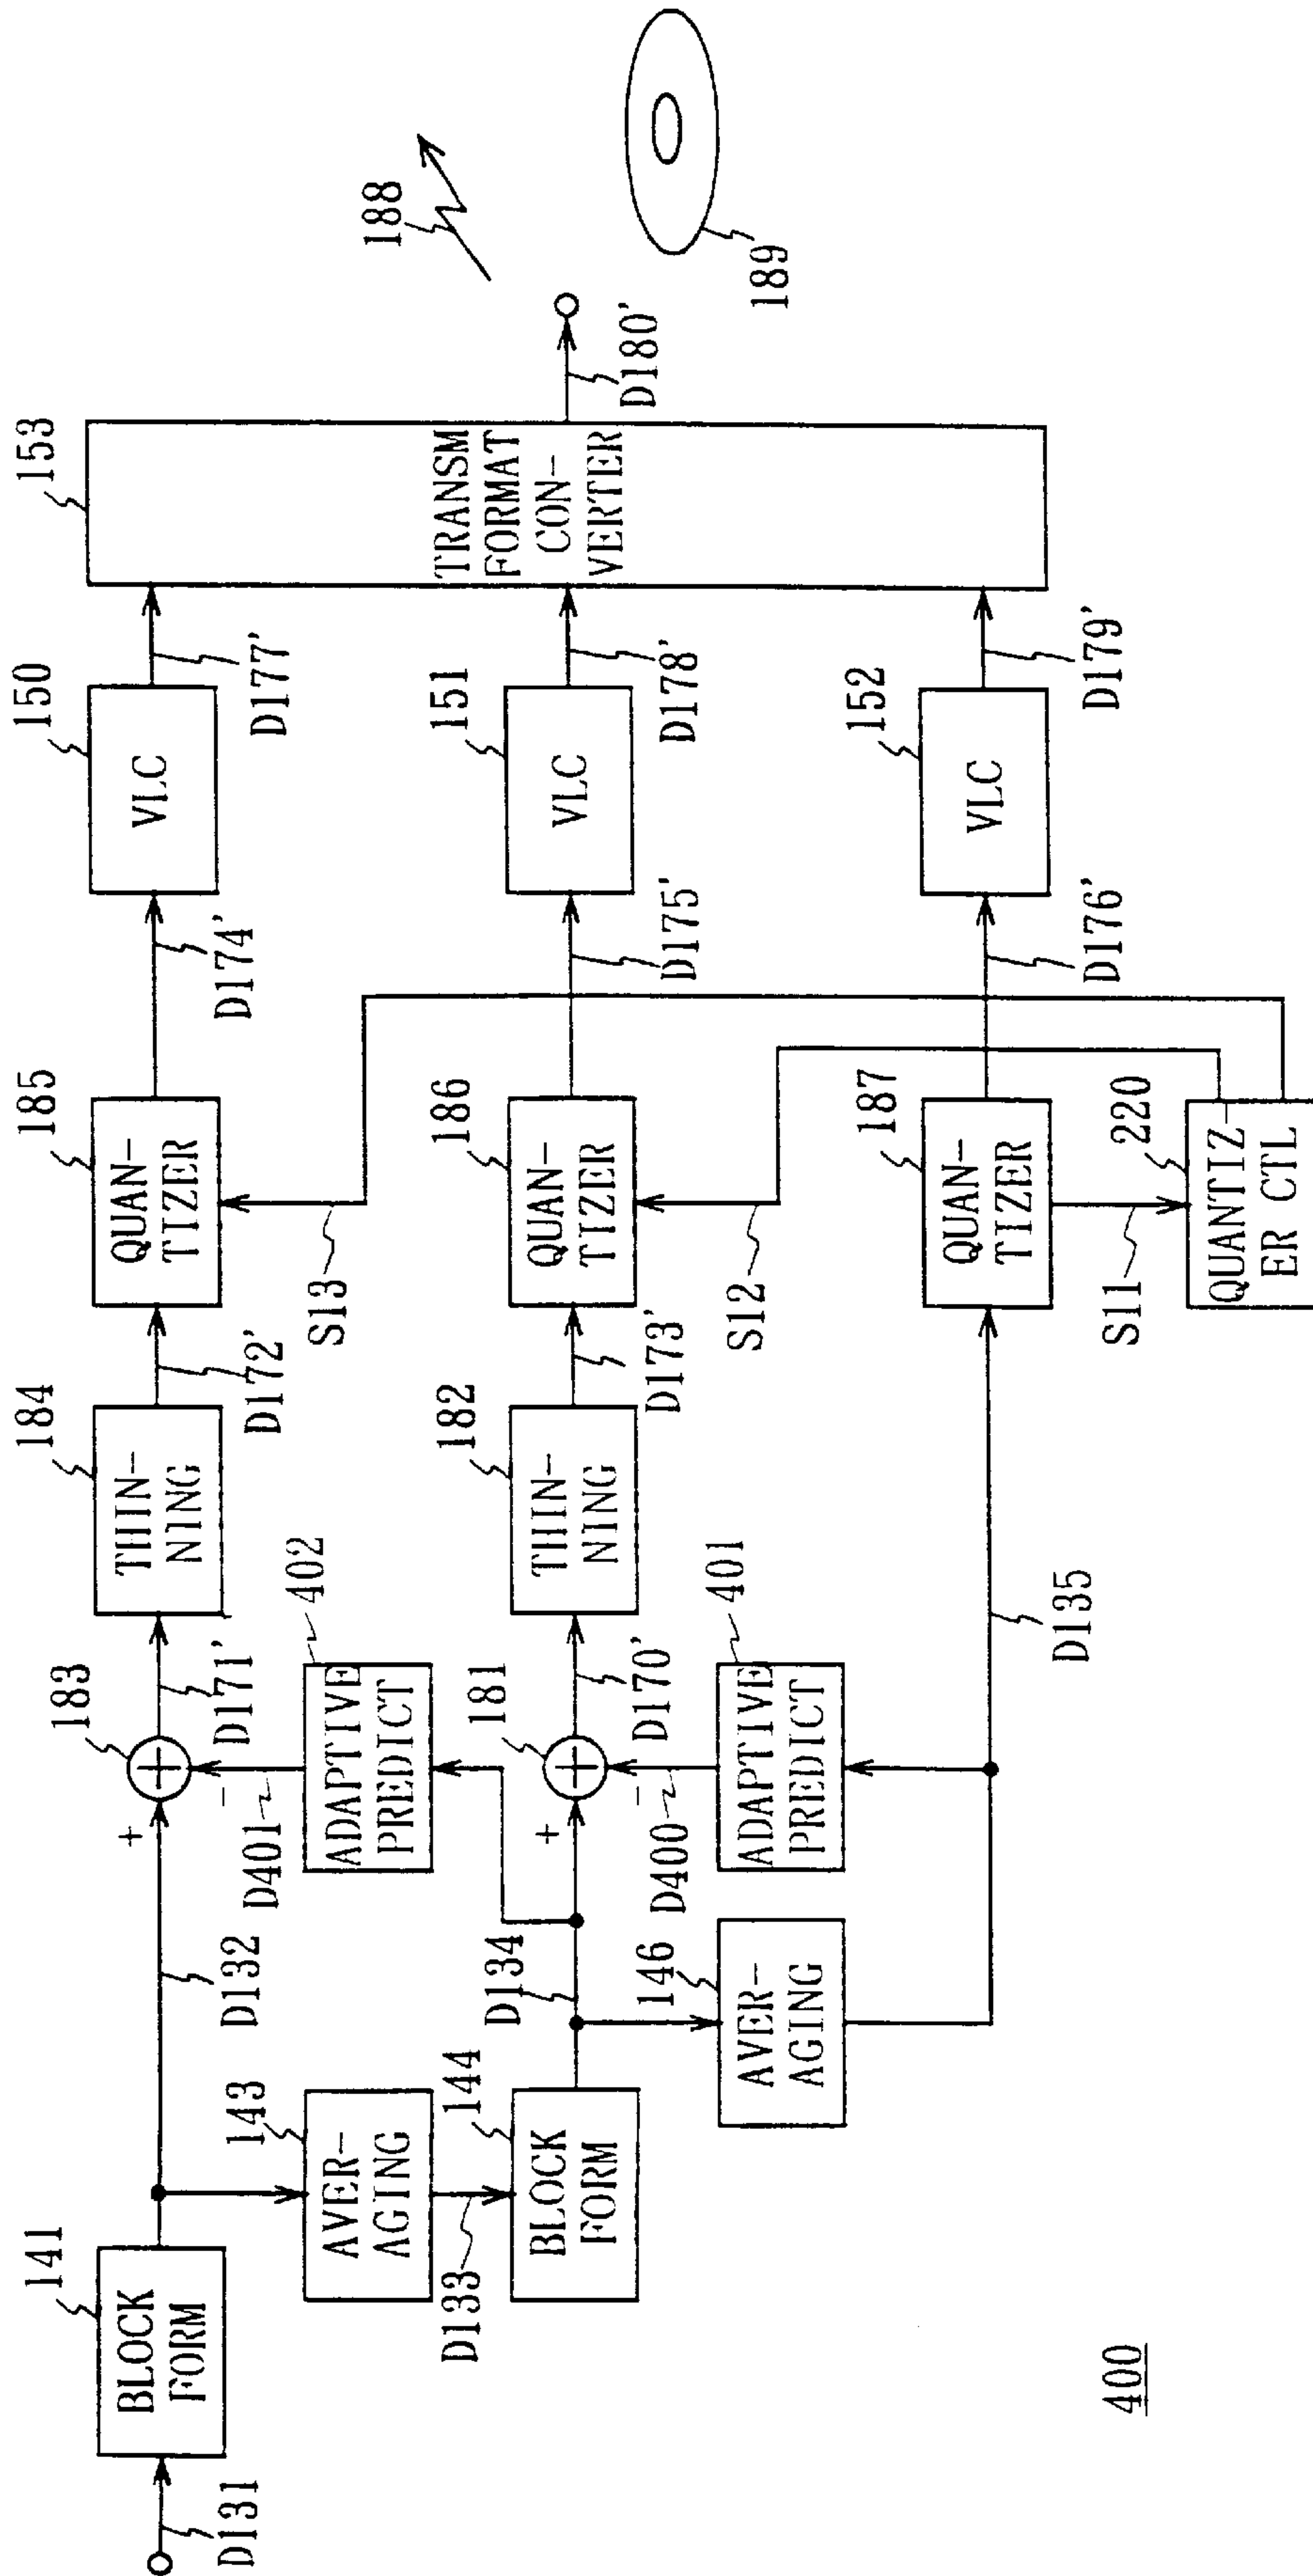 D131
141
BLOCK
FORM
D132
143
AVER-
AGING
D133
144
BLOCK
FORM
D134
146
AVER-
AGING
+
-
183
D171'
D401
402
ADAPTIVE
PREDICT
+
-
181
D170'
D400
401
ADAPTIVE
PREDICT
D135
184
THIN-
NING
D172'
182
THIN-
NING
D173'
185
QUAN-
TIZER
S13
186
QUAN-
TIZER
S12
187
QUAN-
TIZER
S11
220
QUANTIZ-
ER CTL
D174'
D175'
D176'
150
VLC
D177'
151
VLC
D178'
152
VLC
D179'
153
TRANSM
FORMAT
CON-
VERTER
D180'
188
189
400